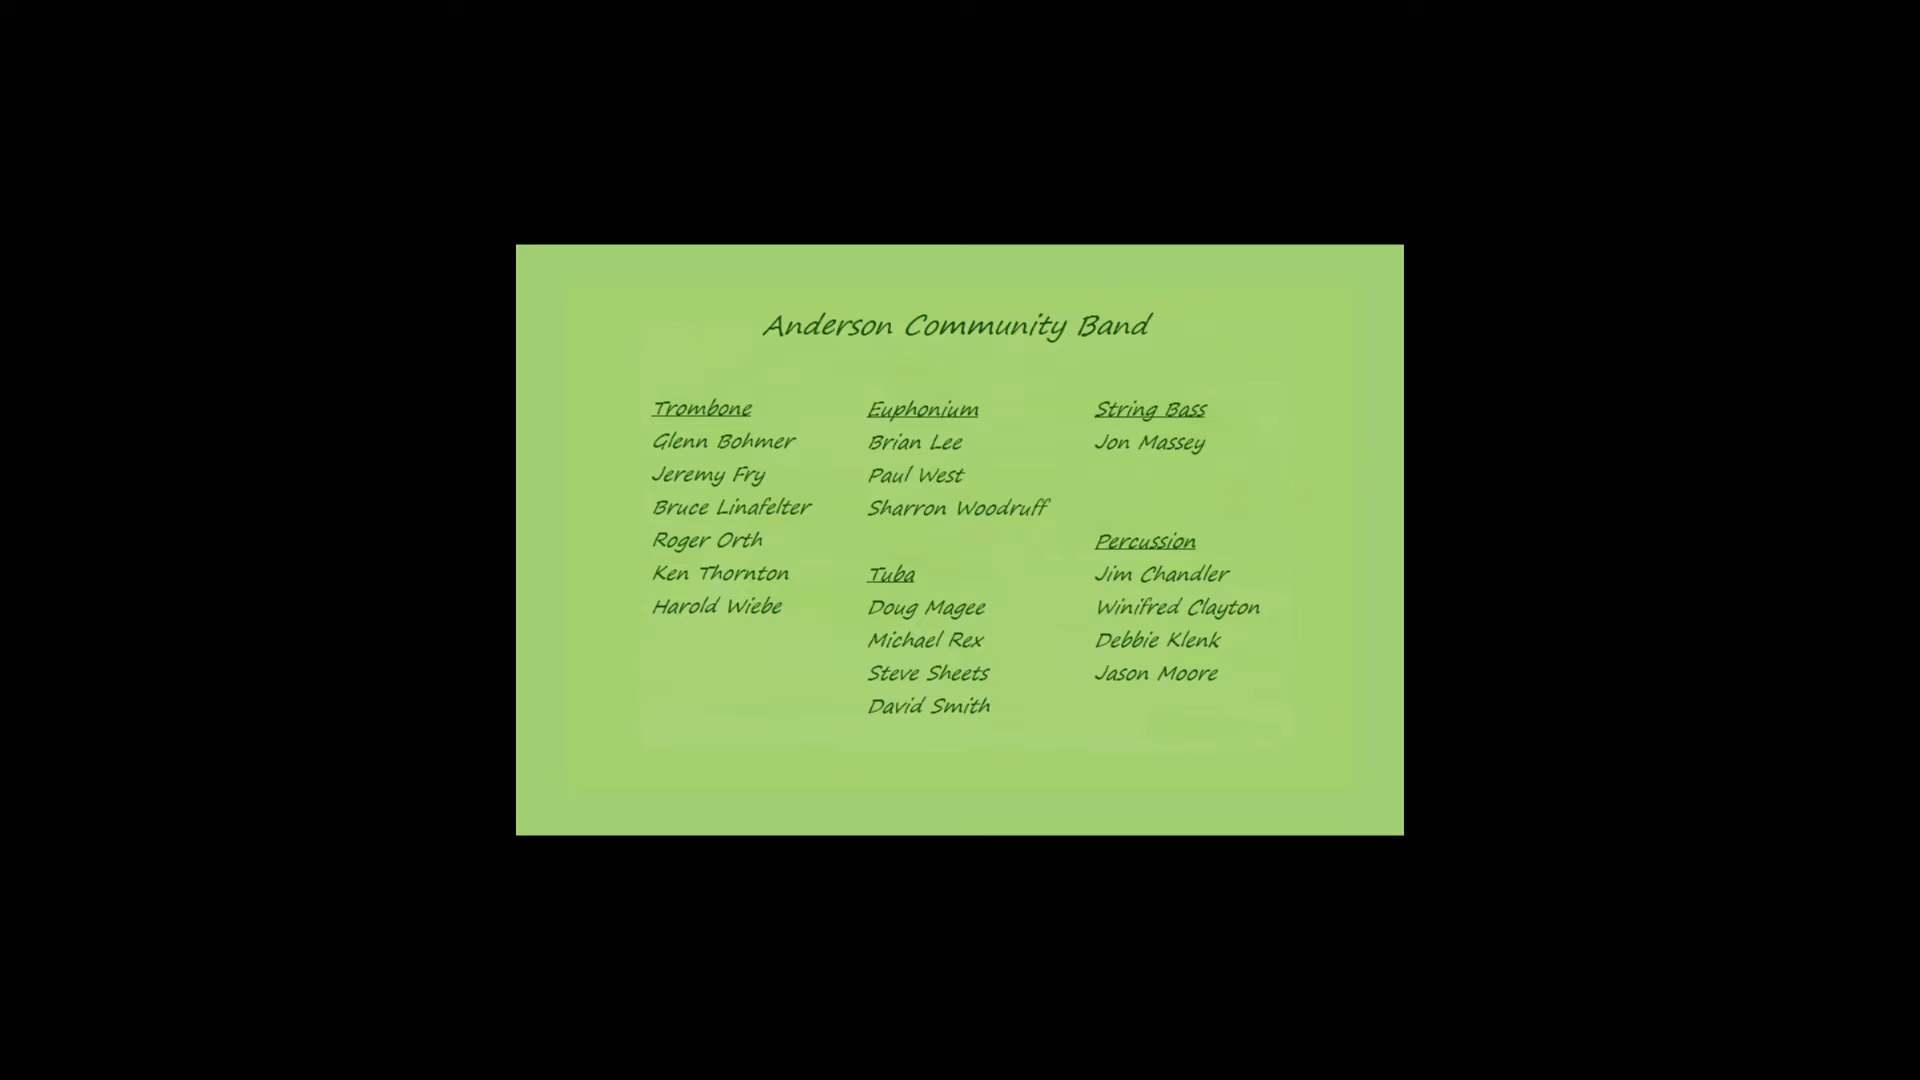 Anderson Community Band
Trombone
Glenn Bohmer
Jeremy Fry
Bruce Linafelter
Roger Orth
Ken Thornton
Harold Wiebe
Euphonium
Brian Lee
Paul West
Sharron Woodruff
Tuba
Doug Magee
Michael Rex
Steve Sheets
David Smith
String Bass
Jon Massey
Percussion
Jim Chandler
Winifred Clayton
Debbie Klenk
Jason Moore